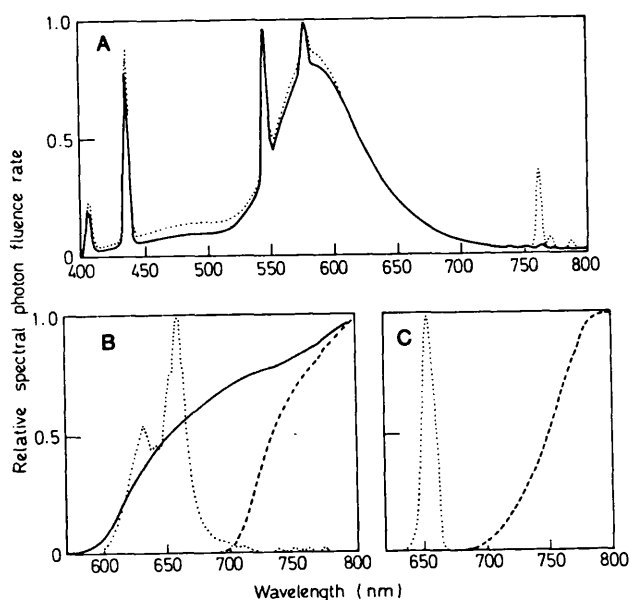 Relative spectral photon fluence rate
A
1.0
0.5
0
400 450 500 550 600 650 700 750 800
B
1.0
0.5
0
600 650 700 750 800
C
650 700 750 800
Wavelength (nm)